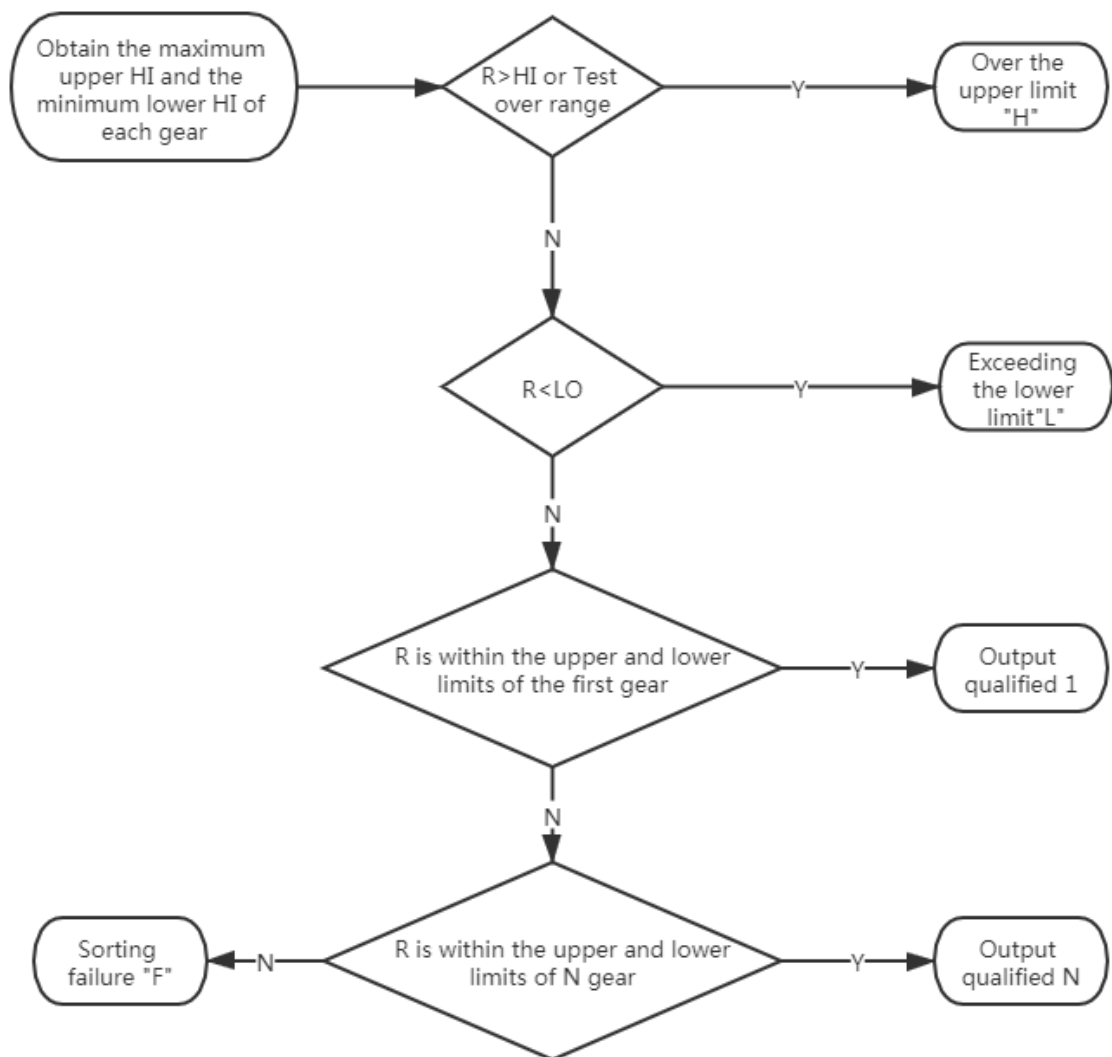 Obtain the maximum
upper HI and the
minimum lower HI of
each gear
R>HI or Test
over range
Y
Over the
upper limit
"H"
N
R<LO
Y
Exceeding
the lower
limit"L"
N
R is within the upper and lower
limits of the first gear
Y
Output
qualified 1
N
Sorting
failure "F"
N
R is within the upper and lower
limits of N gear
Y
Output
qualified N